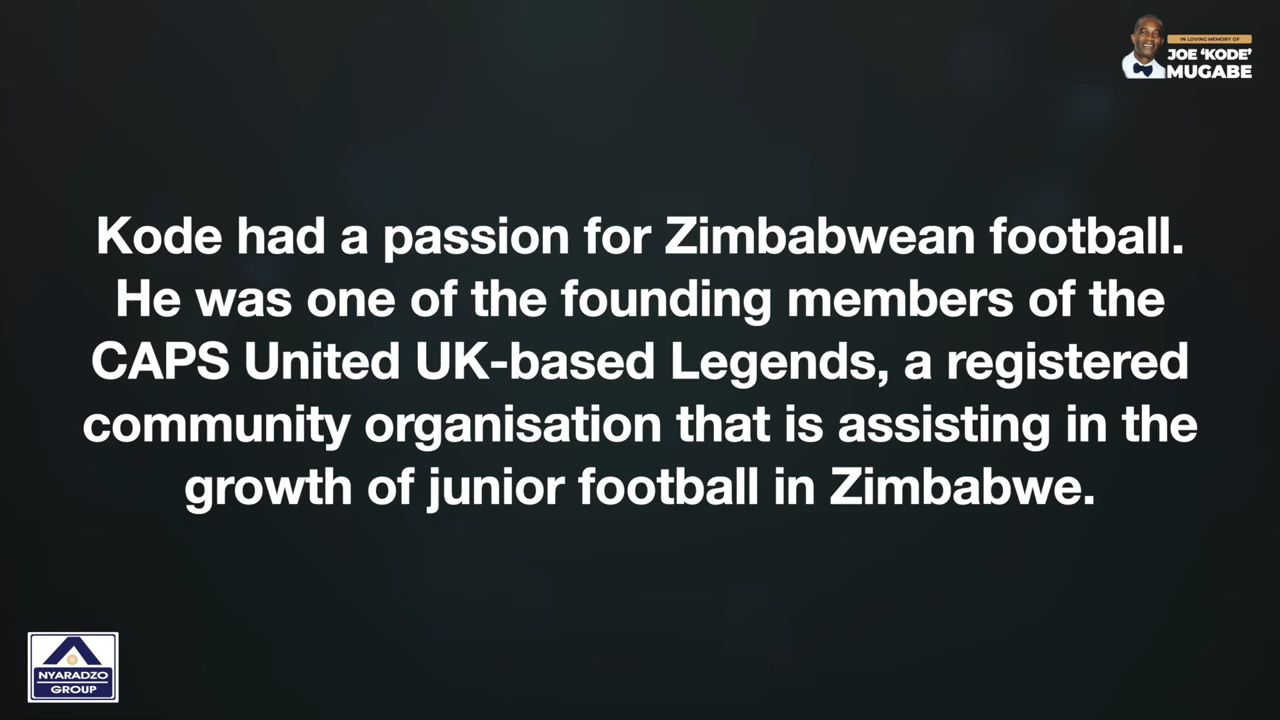 IN LOVING MEMORY OF
JOE ‘KODE’
MUGABE
Kode had a passion for Zimbabwean football.
He was one of the founding members of the
CAPS United UK-based Legends, a registered
community organisation that is assisting in the
growth of junior football in Zimbabwe.
NYARADZO
GROUP